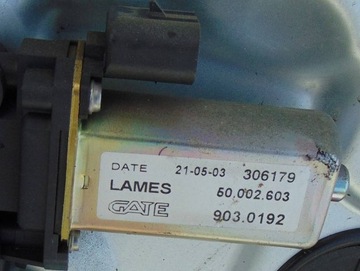 DATE 21-05-03 306179
LAMES 50.002.603
GATE 903.0192